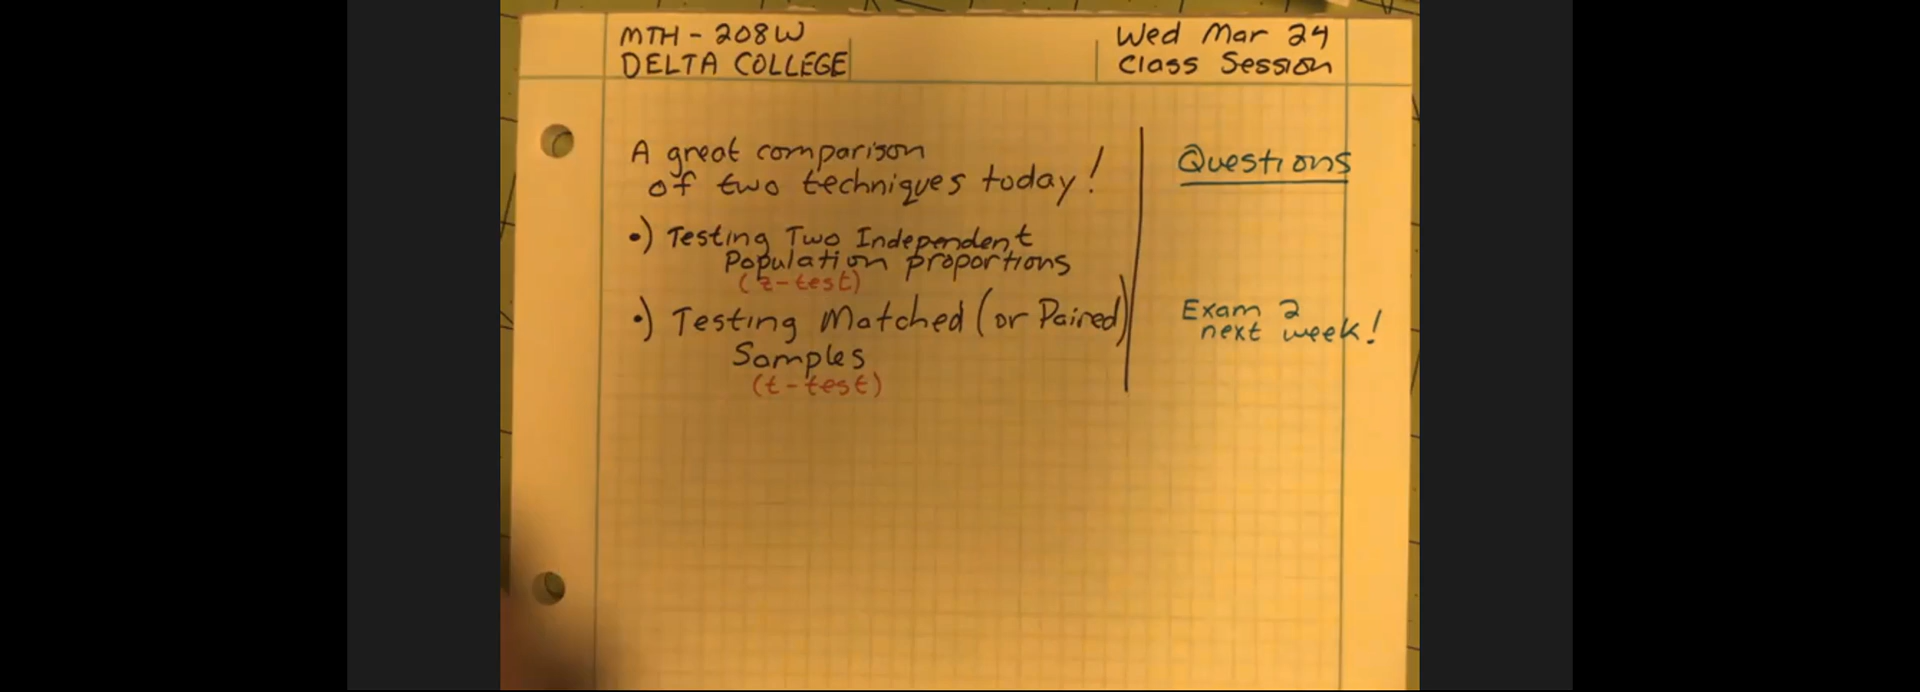 MTH - 208W
DELTA COLLEGE
Wed Mar 24
Class Session
A great comparison
of two techniques today!
•) Testing Two Independent
Population proportions
(z-test)
•) Testing Matched (or Paired)
Samples
(t-test)
Questions
Exam 2
next week!